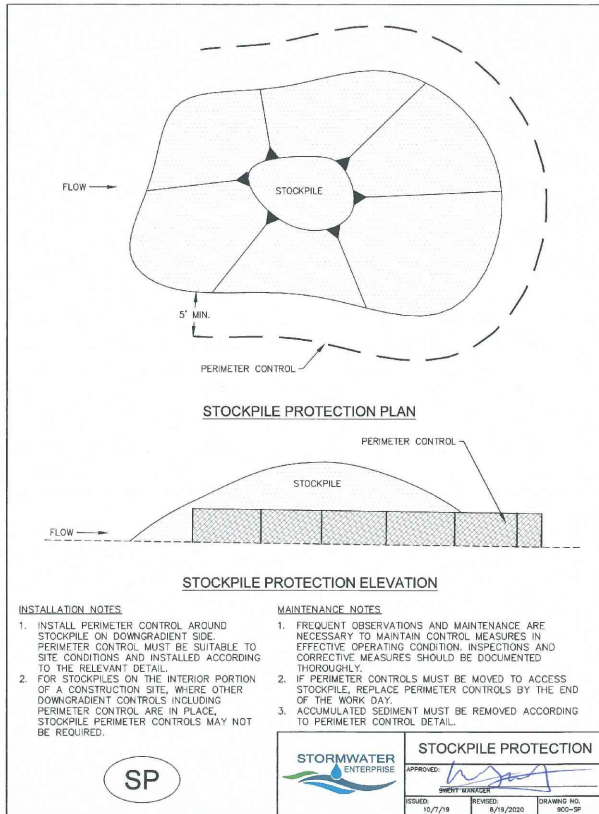 FLOW
STOCKPILE
5' MIN.
PERIMETER CONTROL
STOCKPILE PROTECTION PLAN
PERIMETER CONTROL
STOCKPILE
FLOW
STOCKPILE PROTECTION ELEVATION
INSTALLATION NOTES
1. INSTALL PERIMETER CONTROL AROUND
STOCKPILE ON DOWNGRADIENT SIDE.
PERIMETER CONTROL MUST BE SUITABLE TO
SITE CONDITIONS AND INSTALLED ACCORDING
TO THE RELEVANT DETAIL.
2. FOR STOCKPILES ON THE INTERIOR PORTION
OF A CONSTRUCTION SITE, WHERE OTHER
DOWNGRADIENT CONTROLS INCLUDING
PERIMETER CONTROL ARE IN PLACE,
STOCKPILE PERIMETER CONTROLS MAY NOT
BE REQUIRED.
MAINTENANCE NOTES
1. FREQUENT OBSERVATIONS AND MAINTENANCE ARE
NECESSARY TO MAINTAIN CONTROL MEASURES IN
EFFECTIVE OPERATING CONDITION. INSPECTIONS AND
CORRECTIVE MEASURES SHOULD BE DOCUMENTED
THOROUGHLY.
2. IF PERIMETER CONTROLS MUST BE MOVED TO ACCESS
STOCKPILE, REPLACE PERIMETER CONTROLS BY THE END
OF THE WORK DAY.
3. ACCUMULATED SEDIMENT MUST BE REMOVED ACCORDING
TO PERIMETER CONTROL DETAIL.
SP
STORMWATER
ENTERPRISE
STOCKPILE PROTECTION
APPROVED:
SWENT MANAGER
ISSUED:
10/7/19
REVISED:
8/19/2020
DRAWING NO.
900-SP